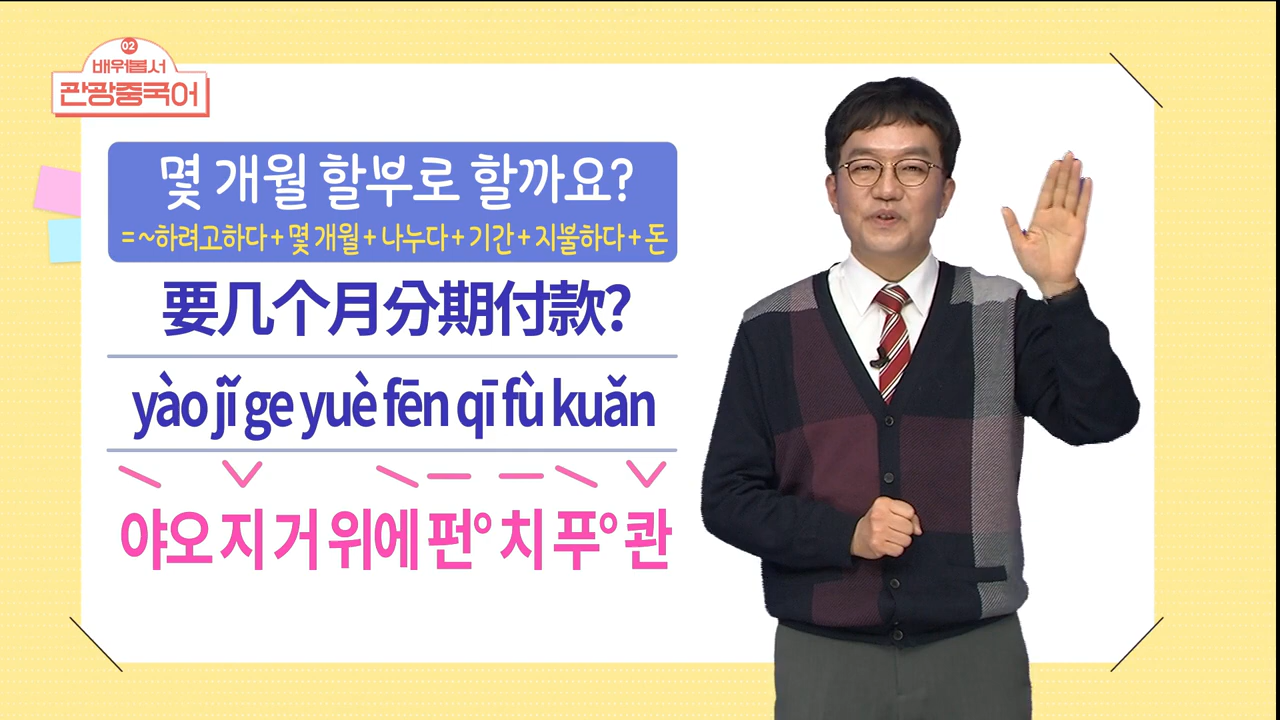 02
배워봅서
관광중국어
몇 개월 할부로 할까요?
=~하려고하다+몇 개월+나누다+기간+지불하다+돈
要几个月分期付款?
yào jǐ ge yuè fēn qī fù kuǎn
야오 지 거 위에 펀° 치 푸° 콴